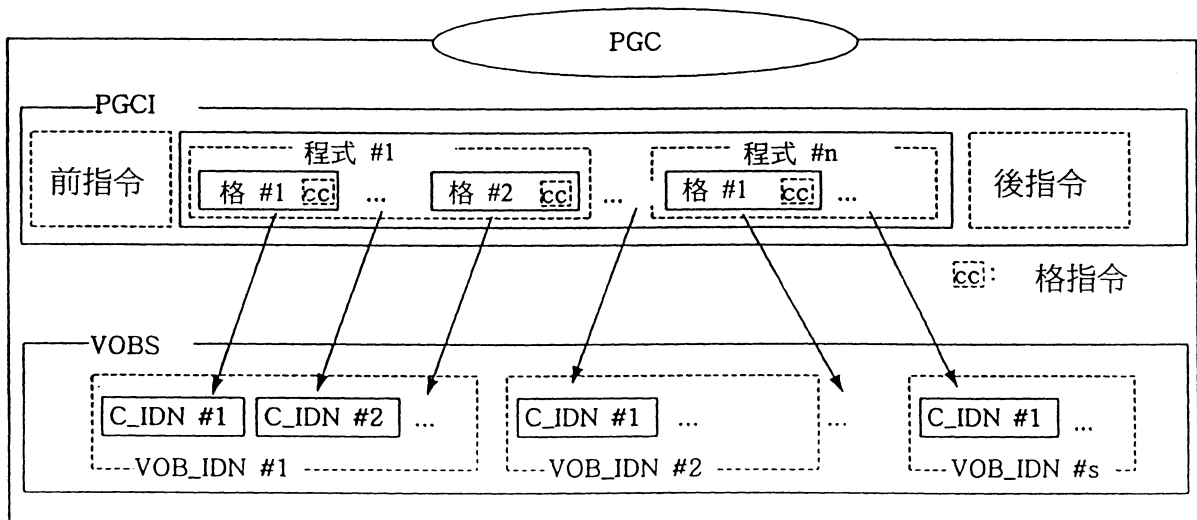 PGC
PGCI
程式 #1
程式 #n
前指令
格 #1 cc ... 格 #2 cc ... 格 #1 cc ...
後指令
cc: 格指令
VOBS
C_IDN #1 C_IDN #2 ... C_IDN #1 ... ... C_IDN #1 ...
VOB_IDN #1 VOB_IDN #2 VOB_IDN #s